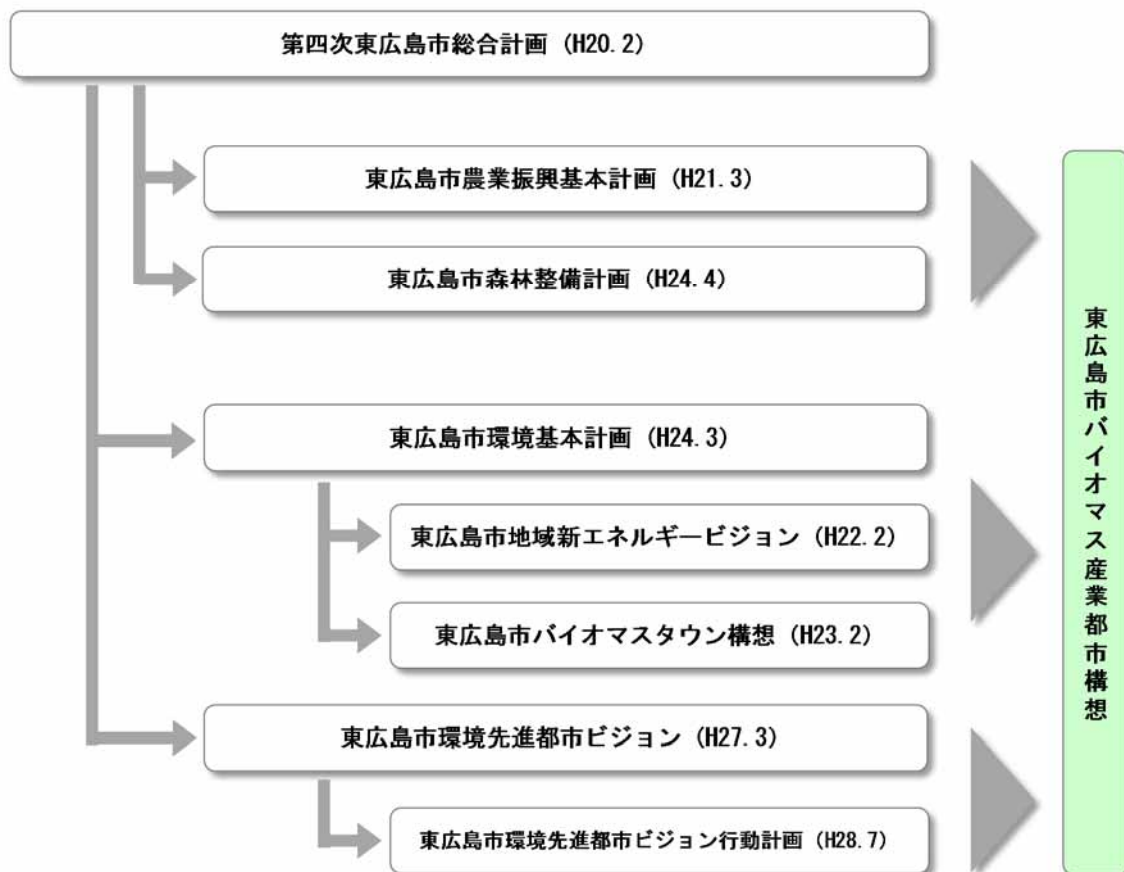 第四次東広島市総合計画 (H20.2)
東広島市農業振興基本計画 (H21.3)
東広島市森林整備計画 (H24.4)
東広島市環境基本計画 (H24.3)
東広島市地域新エネルギービジョン (H22.2)
東広島市バイオマスタウン構想 (H23.2)
東広島市環境先進都市ビジョン (H27.3)
東広島市環境先進都市ビジョン行動計画 (H28.7)
東広島市バイオマス産業都市構想